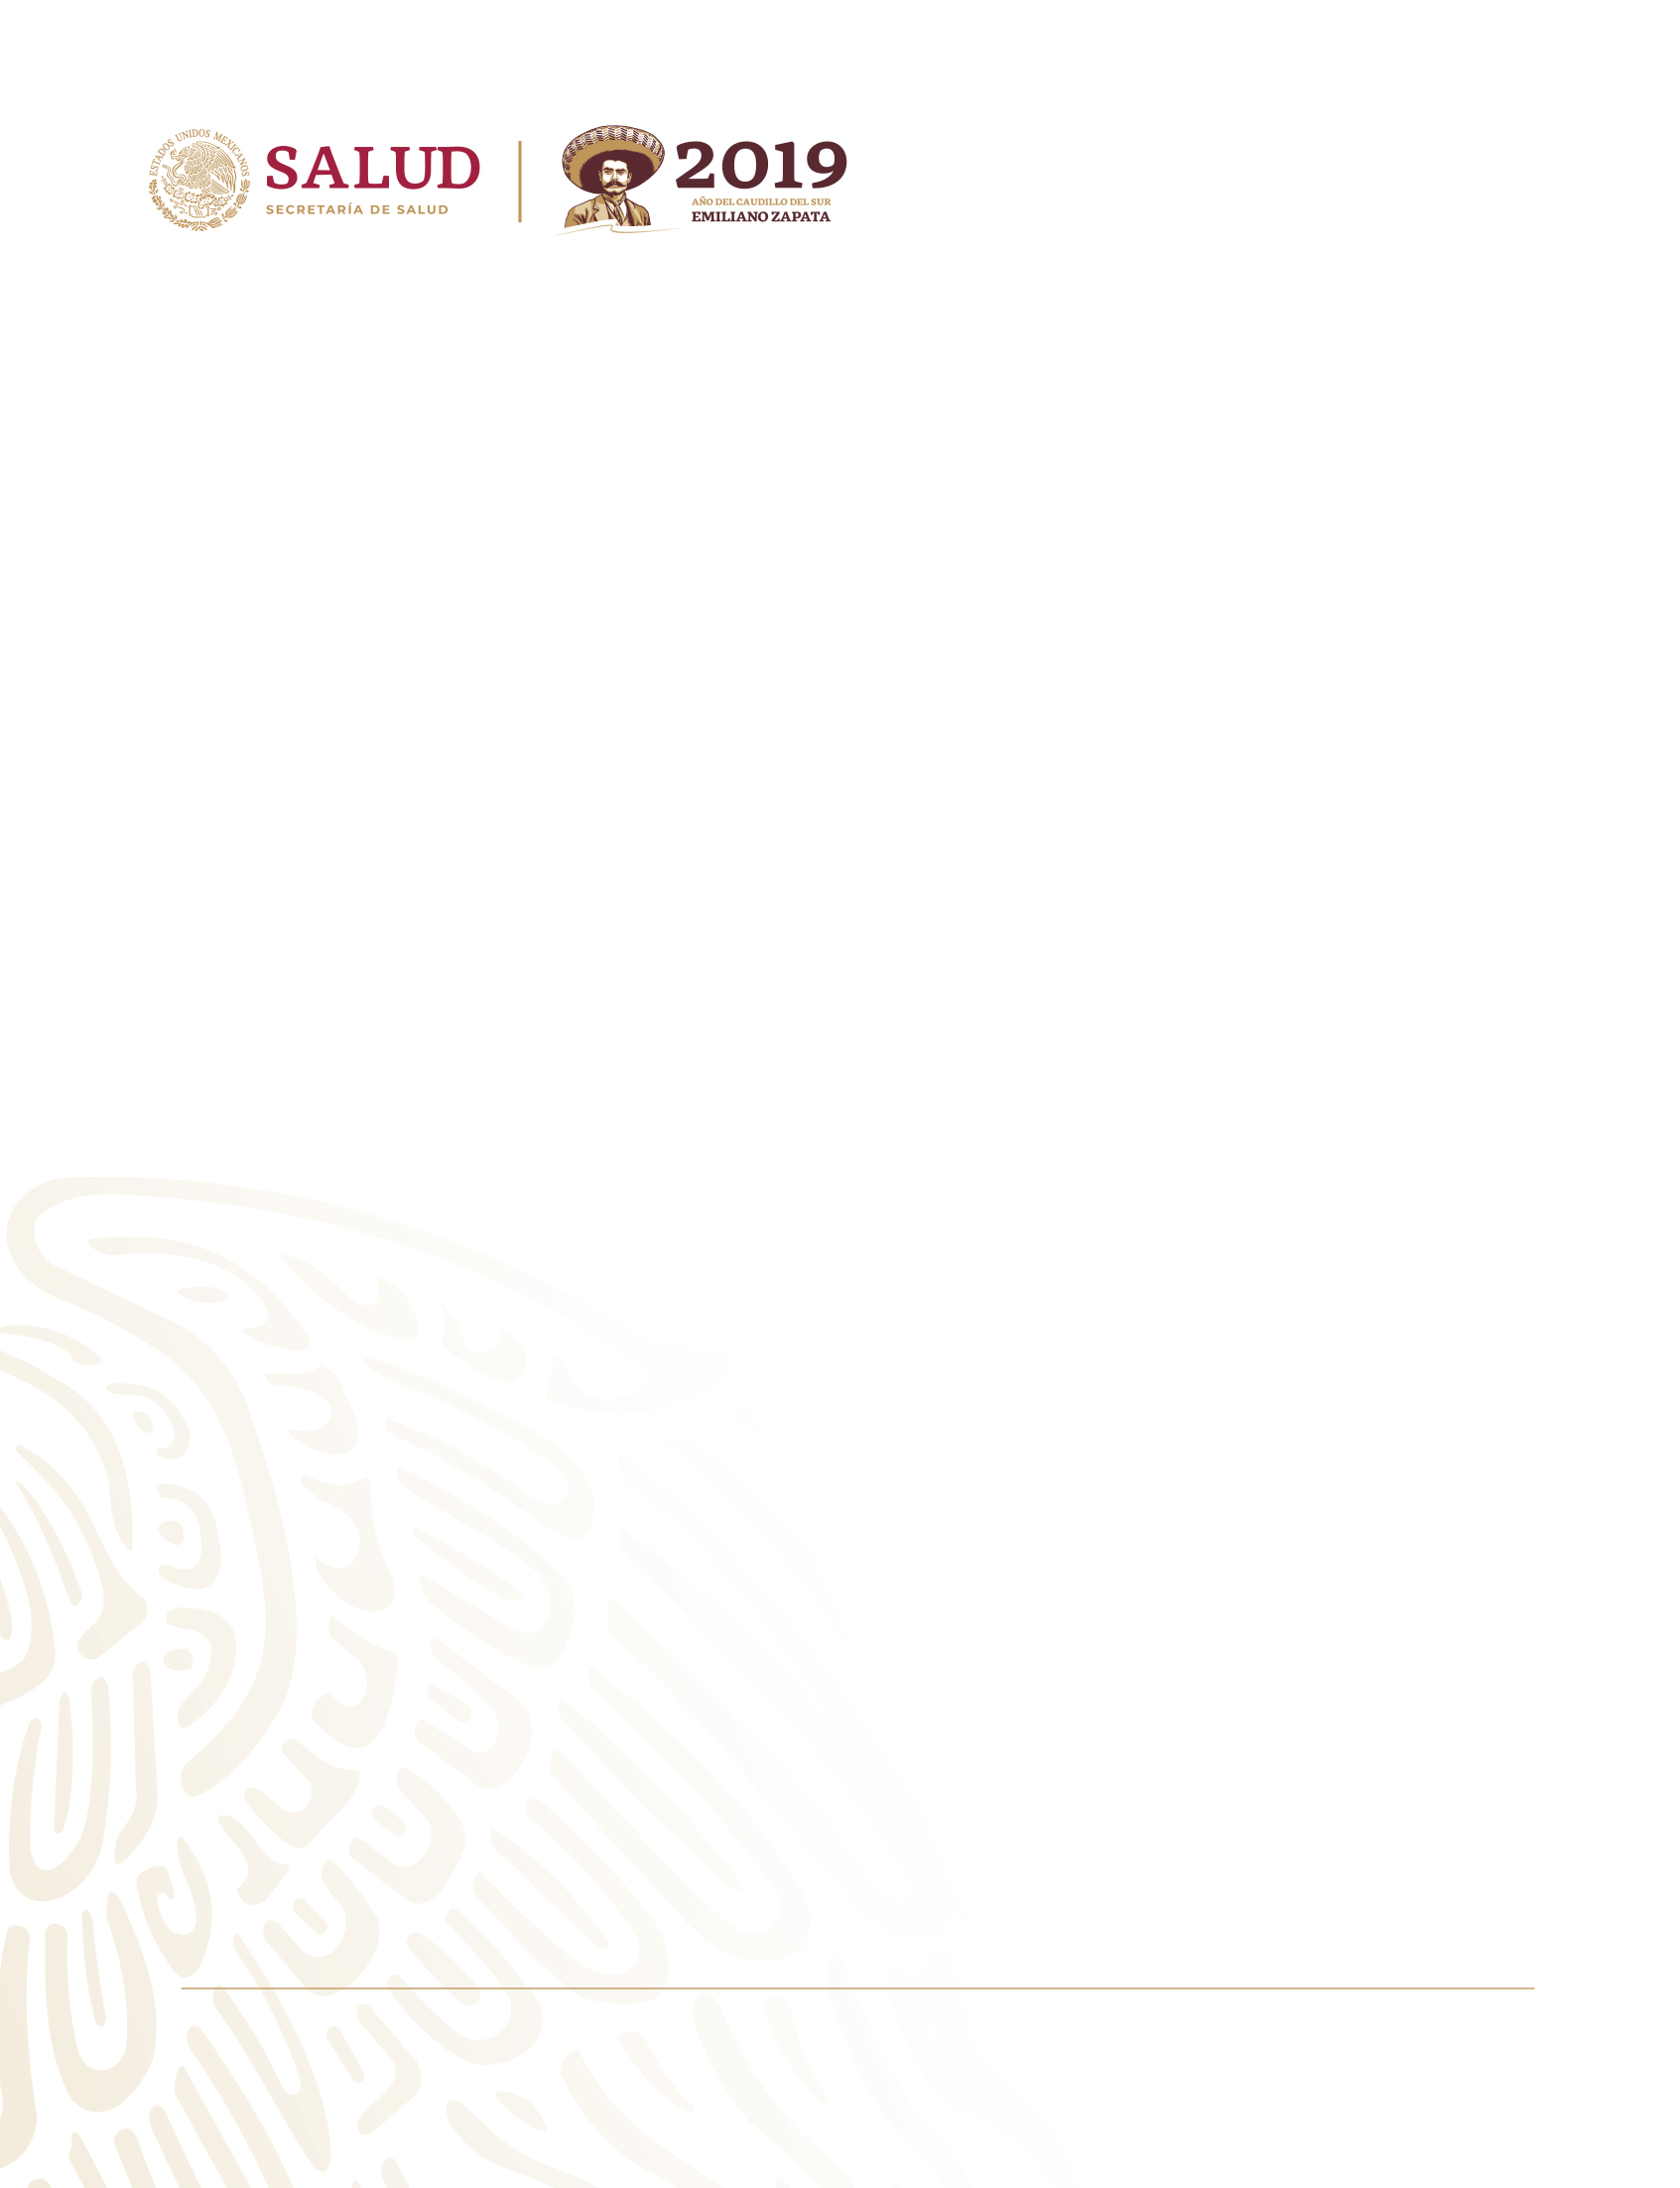 ESTADOS UNIDOS MEXICANOS
SALUD
SECRETARÍA DE SALUD
2019
AÑO DEL CAUDILLO DEL SUR
EMILIANO ZAPATA